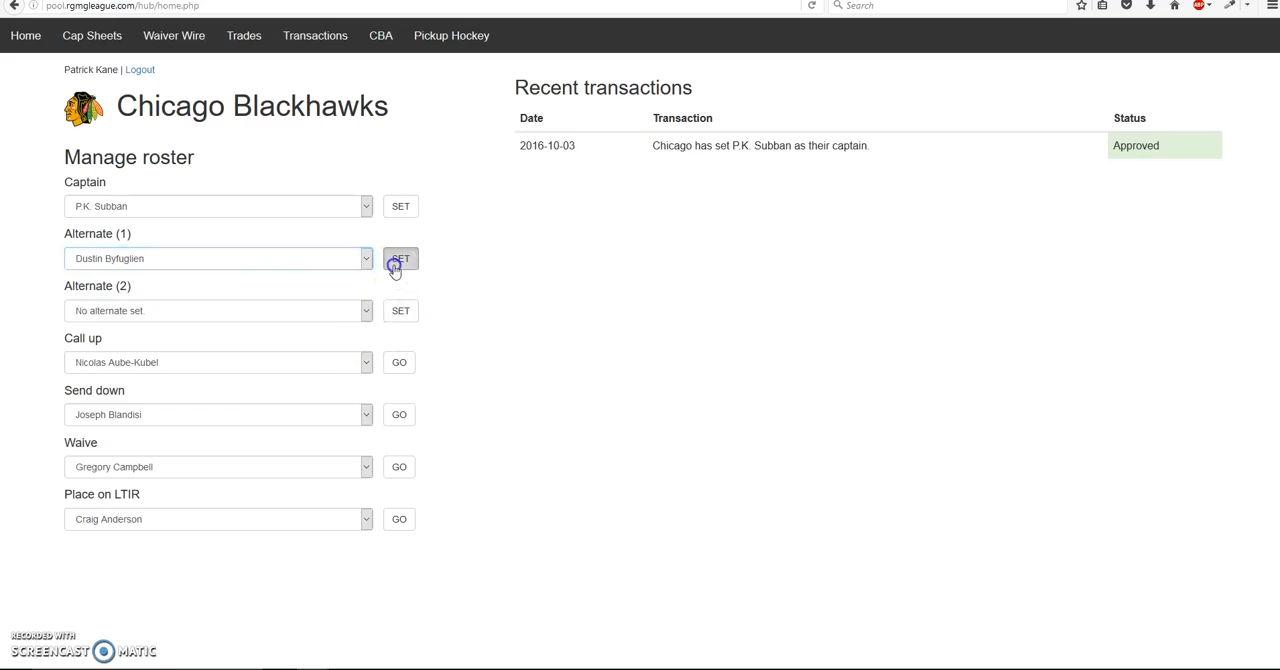 pool.rgmgleague.com/hub/home.php
Search
ABP
Home Cap Sheets Waiver Wire Trades Transactions CBA Pickup Hockey
Patrick Kane | Logout
Chicago Blackhawks
Manage roster
Captain
P.K. Subban SET
Alternate (1)
Dustin Byfuglien SET
Alternate (2)
No alternate set. SET
Call up
Nicolas Aube-Kubel GO
Send down
Joseph Blandisi GO
Waive
Gregory Campbell GO
Place on LTIR
Craig Anderson GO
Recent transactions
Date Transaction Status
2016-10-03 Chicago has set P.K. Subban as their captain. Approved
RECORDED WITH
SCREENCAST MATIC